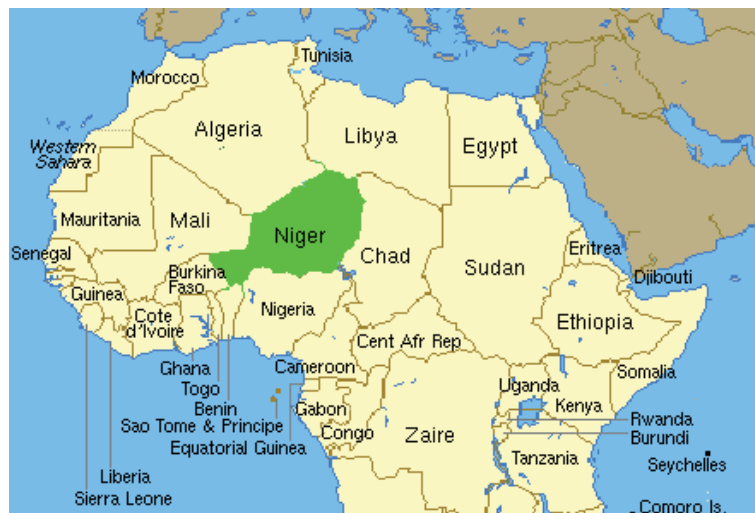 Tunisia
Morocco
Algeria
Libya
Egypt
Western
Sahara
Mauritania
Mali
Niger
Chad
Sudan
Eritrea
Djibouti
Senegal
Burkina
Faso
Guinea
Nigeria
Cote
d'Ivoire
Ethiopia
Cent Afr Rep
Ghana
Cameroon
Somalia
Togo
Uganda
Benin
Gabon
Kenya
Sao Tome & Principe
Rwanda
Equatorial Guinea
Congo
Zaire
Burundi
Tanzania
Seychelles
Liberia
Sierra Leone
Comoro Is.